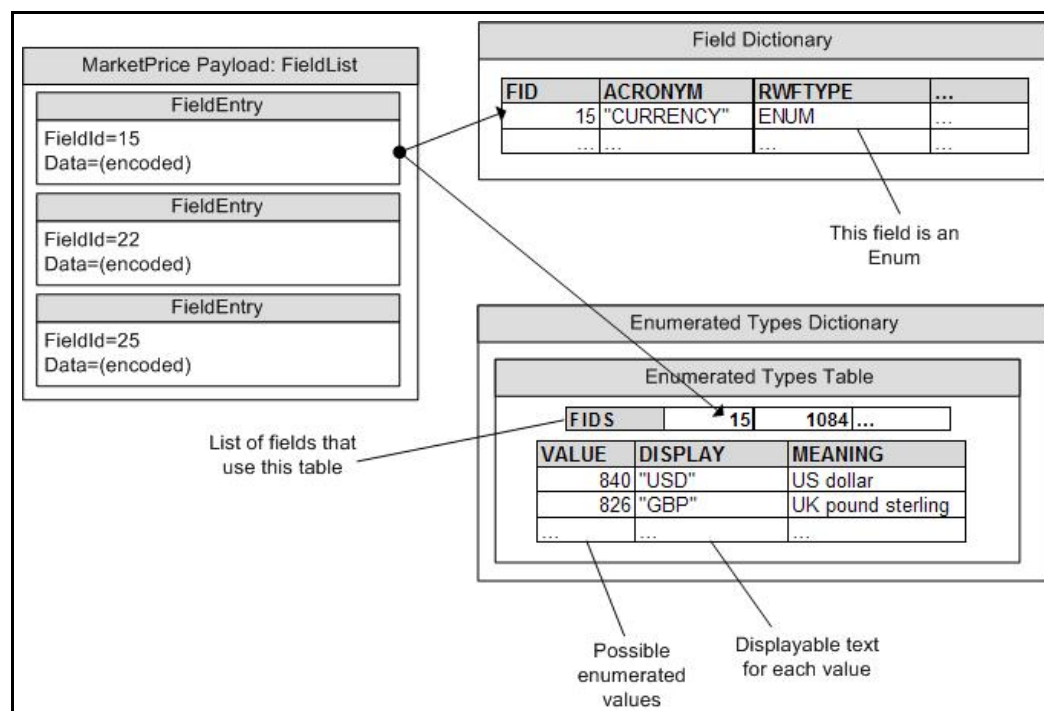 MarketPrice Payload: FieldList
FieldEntry
FieldId=15
Data=(encoded)
FieldEntry
FieldId=22
Data=(encoded)
FieldEntry
FieldId=25
Data=(encoded)
Field Dictionary
FID ACRONYM RWFTYPE ...
15 "CURRENCY" ENUM ...
... ... ... ...
This field is an
Enum
Enumerated Types Dictionary
Enumerated Types Table
FIDS 15 1084 ...
List of fields that
use this table
VALUE DISPLAY MEANING
840 "USD" US dollar
826 "GBP" UK pound sterling
... ... ...
Possible
enumerated
values
Displayable text
for each value